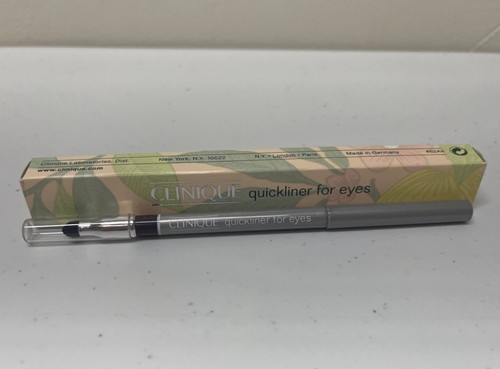 Clinique Laboratories, Dist. New York, N.Y. 10022 N.Y. • London • Paris Made in Germany
www.clinique.com
CLINIQUE quickliner for eyes
CLINIQUE quickliner for eyes